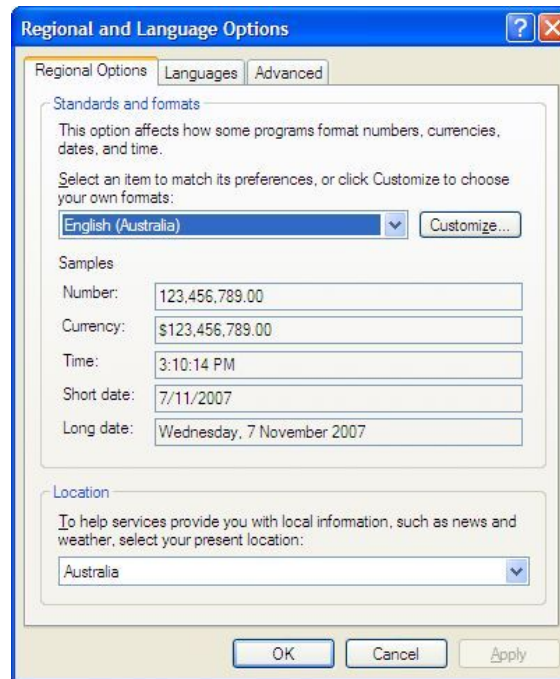 Regional and Language Options
Regional Options Languages Advanced
Standards and formats
This option affects how some programs format numbers, currencies,
dates, and time.
Select an item to match its preferences, or click Customize to choose
your own formats:
English (Australia) Customize...
Samples
Number: 123,456,789.00
Currency: $123,456,789.00
Time: 3:10:14 PM
Short date: 7/11/2007
Long date: Wednesday, 7 November 2007
Location
To help services provide you with local information, such as news and
weather, select your present location:
Australia
OK Cancel Apply